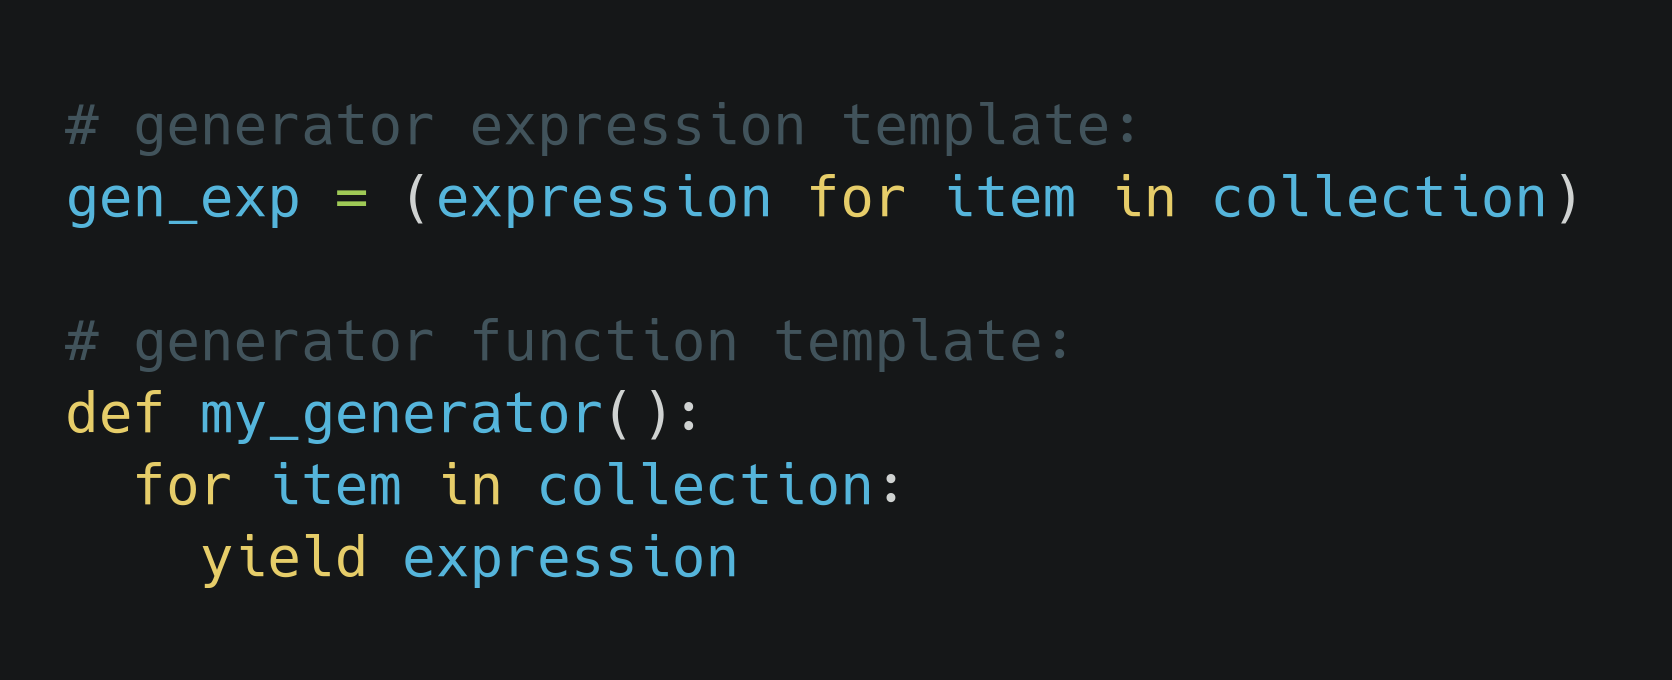 # generator expression template:
gen_exp = (expression for item in collection)
# generator function template:
def my_generator():
  for item in collection:
    yield expression